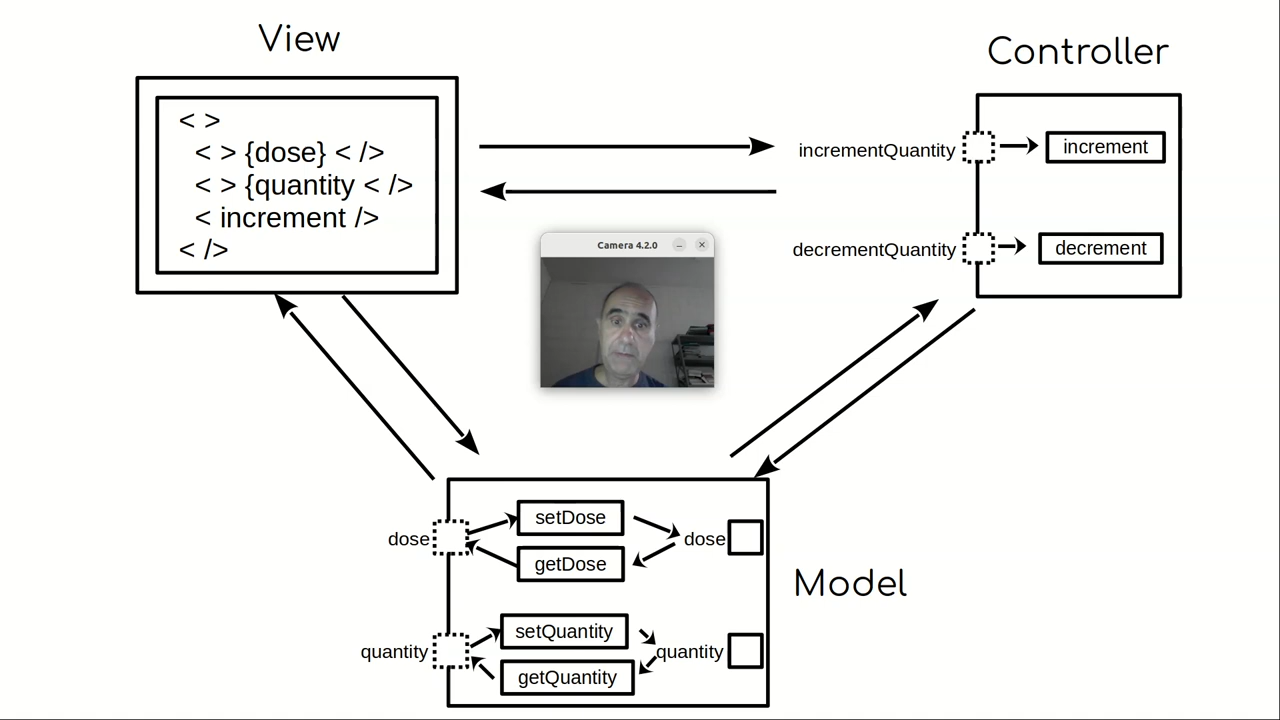 View
Controller
< >
< > {dose} < />
< > {quantity < />
< increment />
< />
incrementQuantity
increment
decrementQuantity
decrement
Camera 4.2.0
dose
setDose
getDose
dose
Model
quantity
setQuantity
getQuantity
quantity